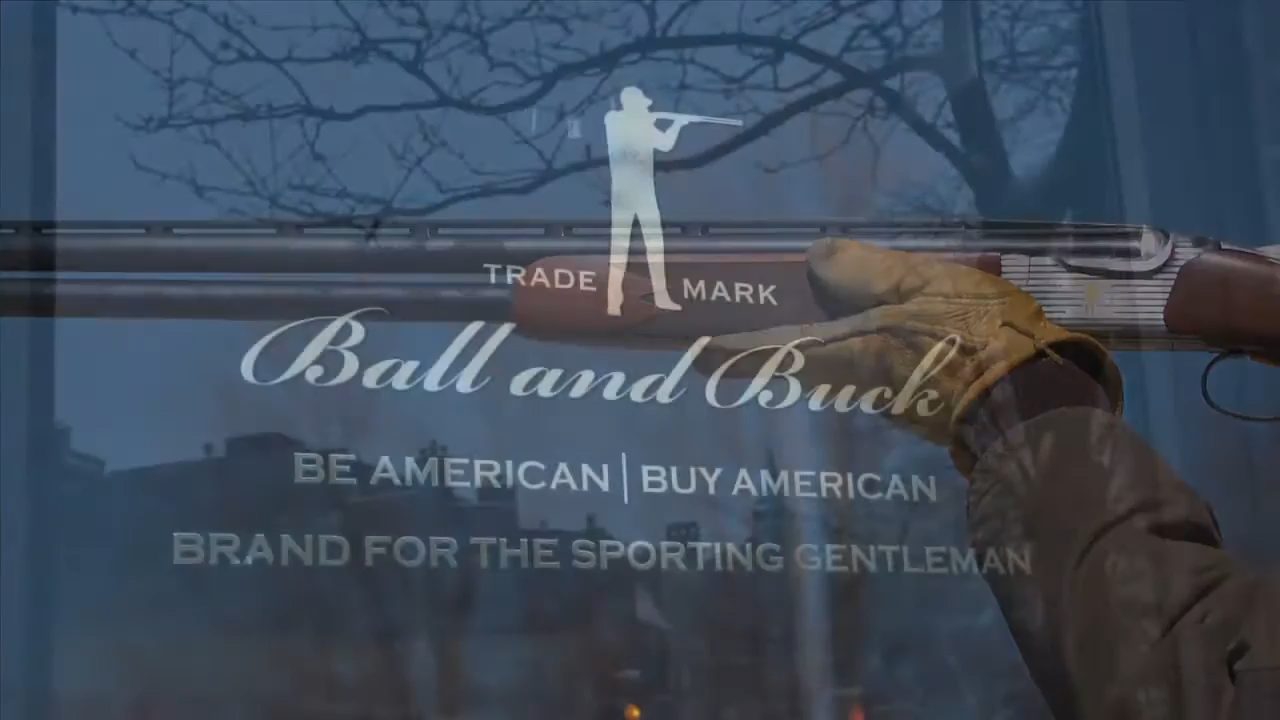 TRADE MARK
Ball and Buck
BE AMERICAN | BUY AMERICAN
BRAND FOR THE SPORTING GENTLEMAN